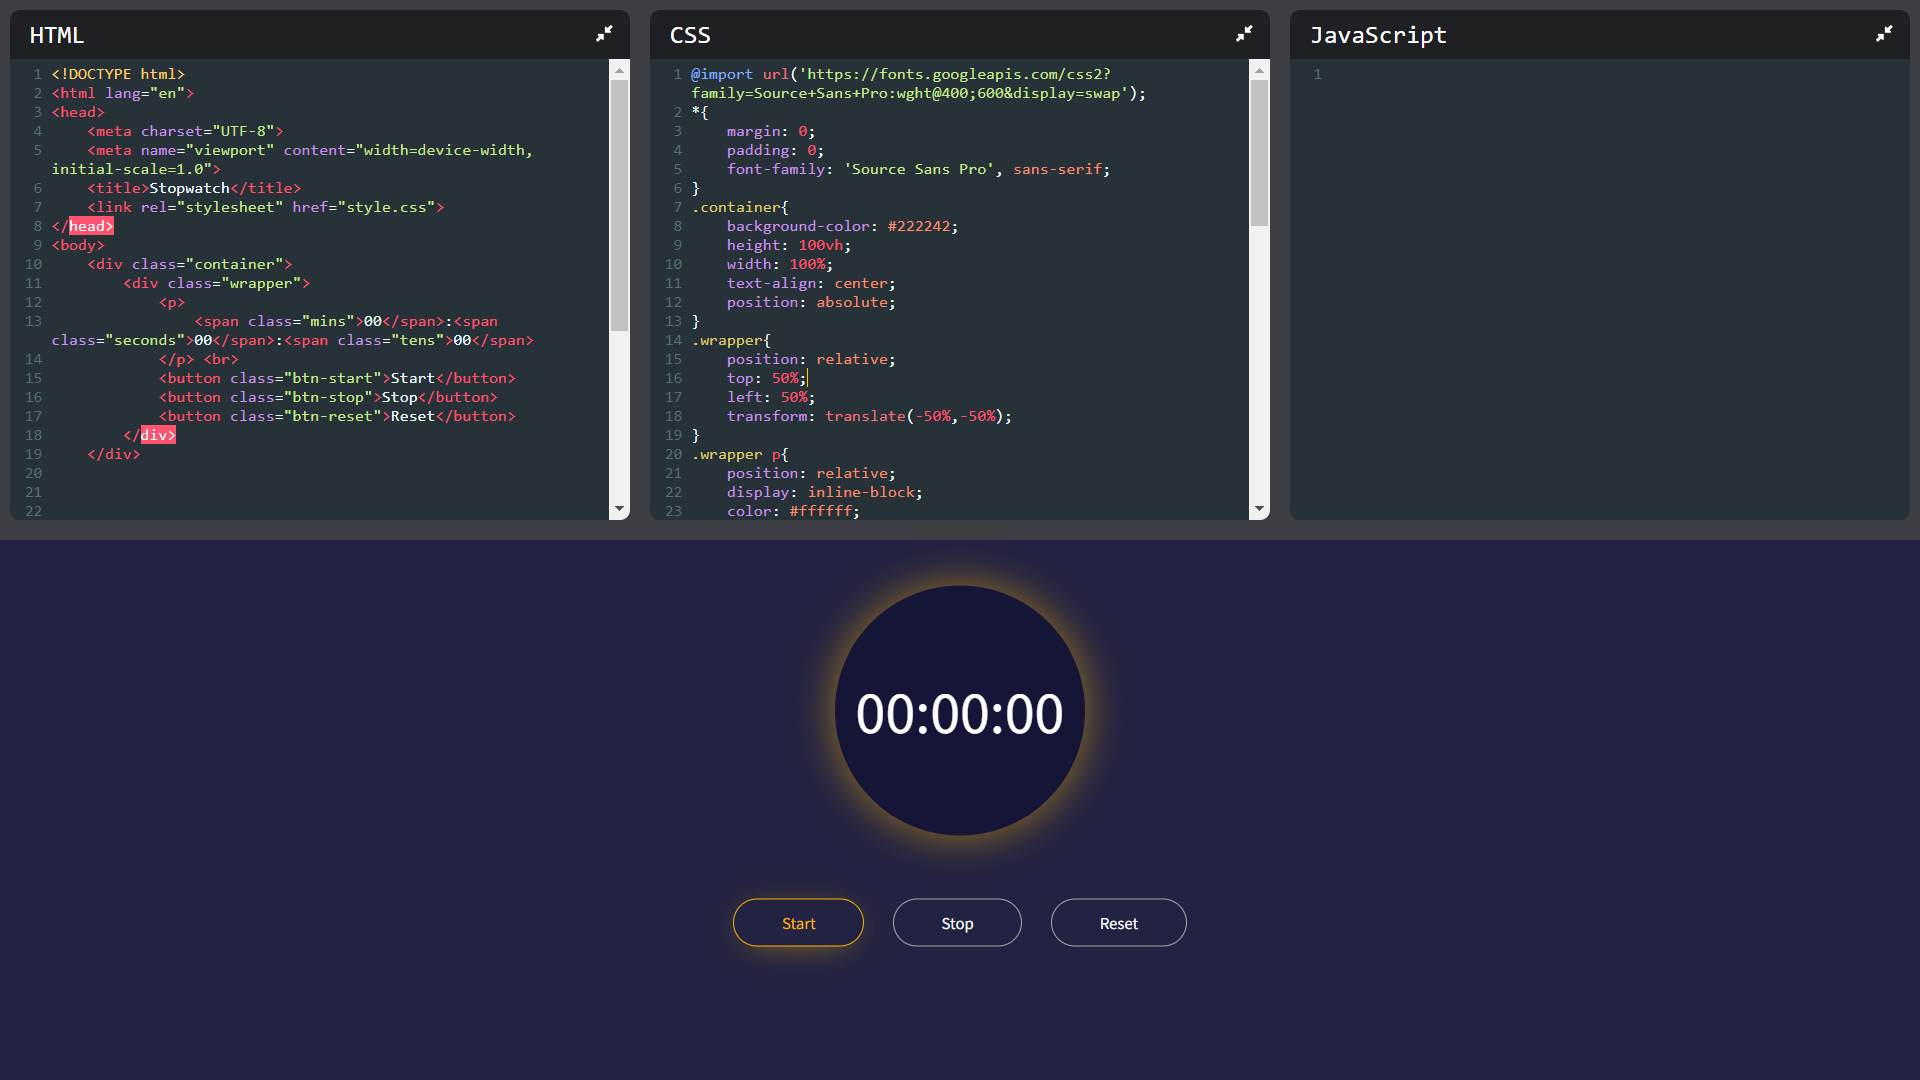 HTML
1 <!DOCTYPE html>
2 <html lang="en">
3 <head>
4 <meta charset="UTF-8">
5 <meta name="viewport" content="width=device-width,
initial-scale=1.0">
6 <title>Stopwatch</title>
7 <link rel="stylesheet" href="style.css">
8 </head>
9 <body>
10 <div class="container">
11 <div class="wrapper">
12 <p>
13 <span class="mins">00</span>:<span
class="seconds">00</span>:<span class="tens">00</span>
14 </p> <br>
15 <button class="btn-start">Start</button>
16 <button class="btn-stop">Stop</button>
17 <button class="btn-reset">Reset</button>
18 </div>
19 </div>
20
21
22
CSS
1 @import url('https://fonts.googleapis.com/css2?
family=Source+Sans+Pro:wght@400;600&display=swap');
2 *{
3 margin: 0;
4 padding: 0;
5 font-family: 'Source Sans Pro', sans-serif;
6 }
7 .container{
8 background-color: #222242;
9 height: 100vh;
10 width: 100%;
11 text-align: center;
12 position: absolute;
13 }
14 .wrapper{
15 position: relative;
16 top: 50%;
17 left: 50%;
18 transform: translate(-50%,-50%);
19 }
20 .wrapper p{
21 position: relative;
22 display: inline-block;
23 color: #ffffff;
JavaScript
1
00:00:00
Start Stop Reset